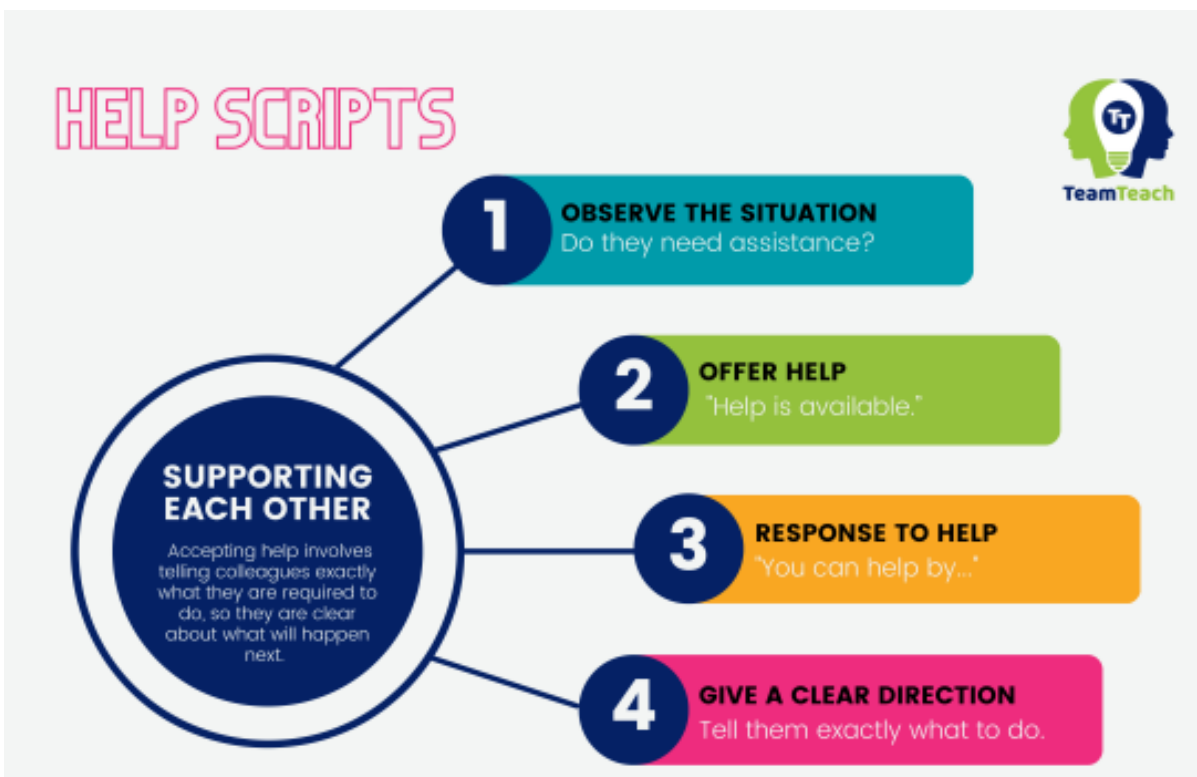 HELP SCRIPTS
TT
TeamTeach
1
OBSERVE THE SITUATION
Do they need assistance?
2
OFFER HELP
"Help is available."
SUPPORTING
EACH OTHER
Accepting help involves
telling colleagues exactly
what they are required to
do, so they are clear
about what will happen
next.
3
RESPONSE TO HELP
"You can help by..."
4
GIVE A CLEAR DIRECTION
Tell them exactly what to do.